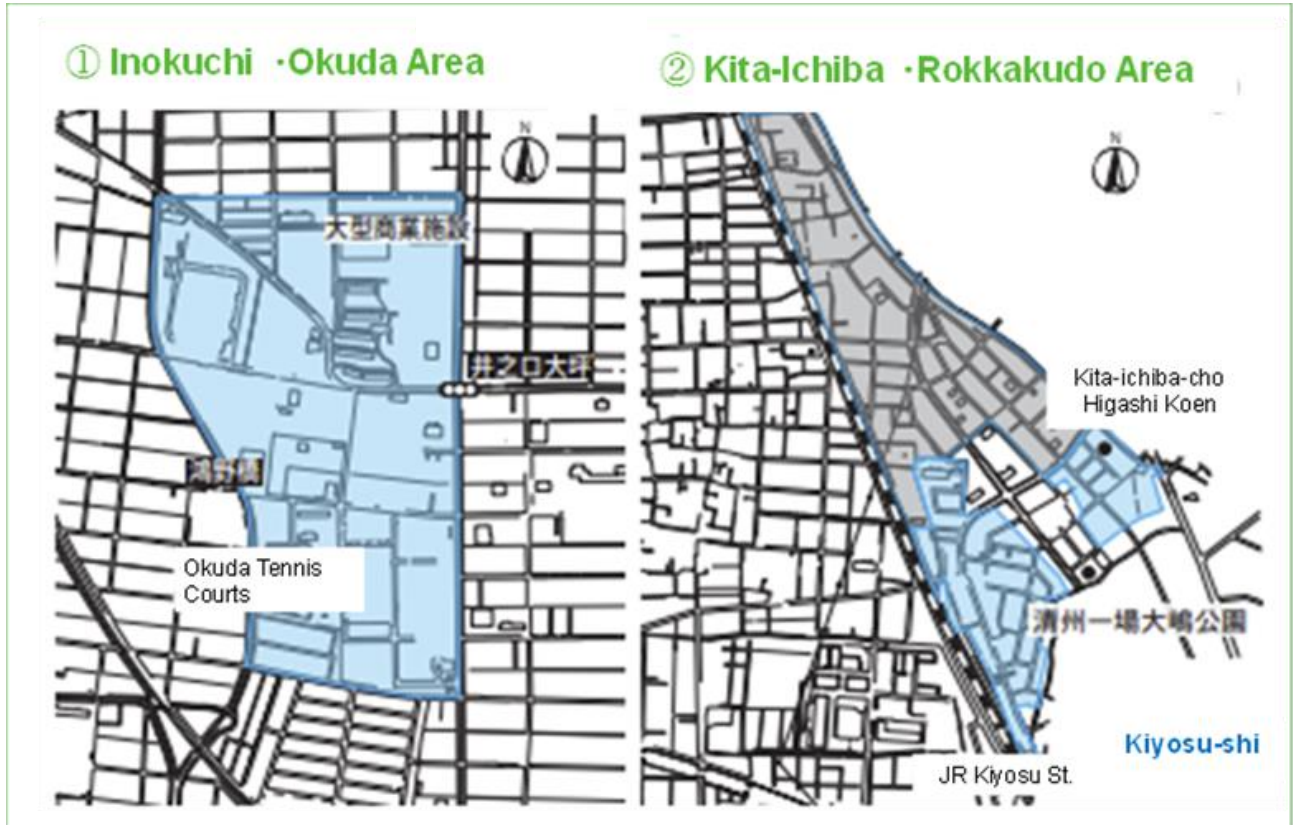 ① Inokuchi ・Okuda Area
② Kita-Ichiba ・Rokkakudo Area
N
大型商業施設
井之口大坪
Okuda Tennis
Courts
N
Kita-ichiba-cho
Higashi Koen
清州一場大嶋公園
Kiyosu-shi
JR Kiyosu St.